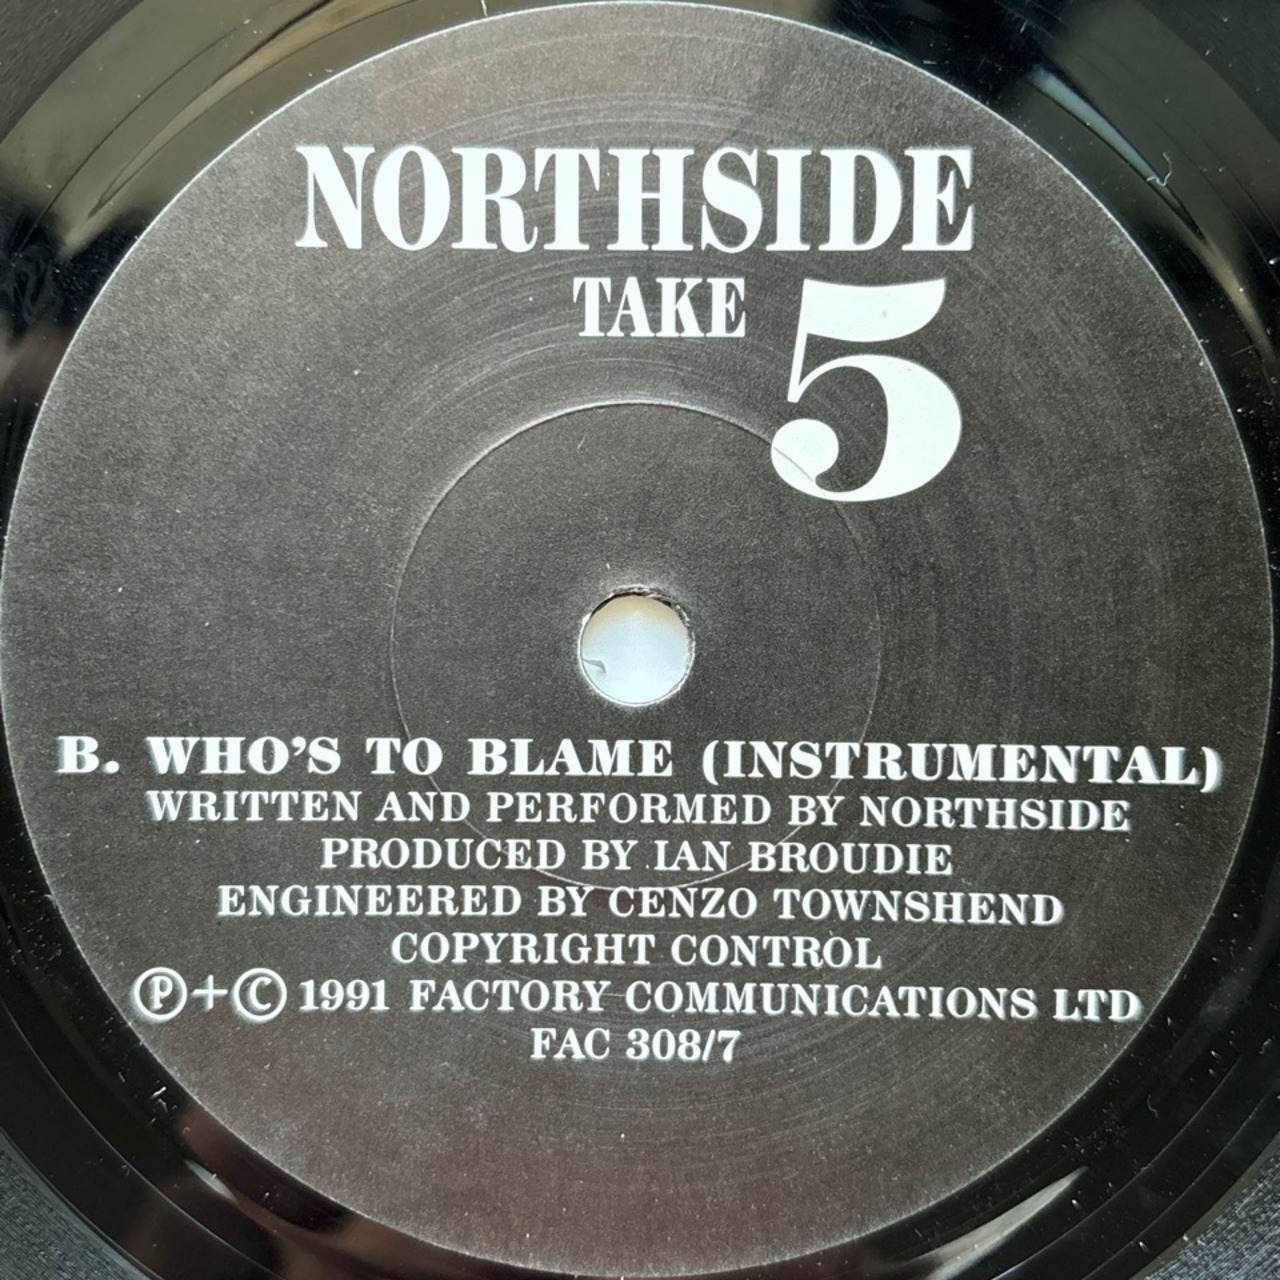 NORTHSIDE
TAKE 5
B. WHO'S TO BLAME (INSTRUMENTAL)
WRITTEN AND PERFORMED BY NORTHSIDE
PRODUCED BY IAN BROUDIE
ENGINEERED BY CENZO TOWNSHEND
COPYRIGHT CONTROL
℗+© 1991 FACTORY COMMUNICATIONS LTD
FAC 308/7